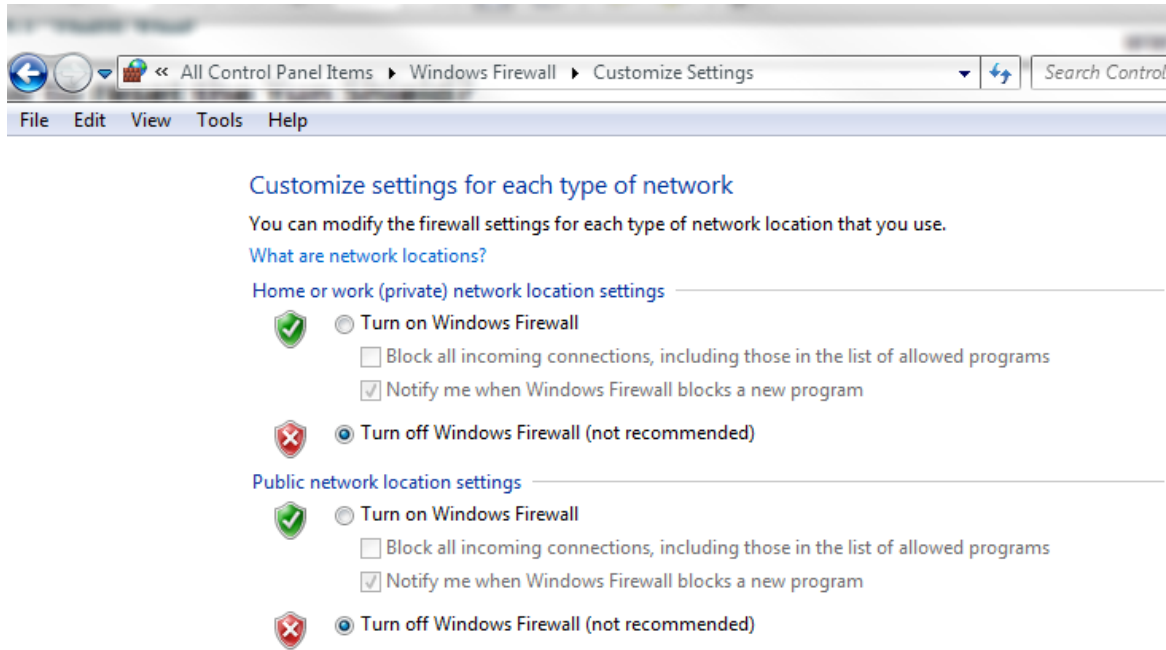 « All Control Panel Items ▸ Windows Firewall ▸ Customize Settings Search Control
File Edit View Tools Help
Customize settings for each type of network
You can modify the firewall settings for each type of network location that you use.
What are network locations?
Home or work (private) network location settings
Turn on Windows Firewall
Block all incoming connections, including those in the list of allowed programs
Notify me when Windows Firewall blocks a new program
Turn off Windows Firewall (not recommended)
Public network location settings
Turn on Windows Firewall
Block all incoming connections, including those in the list of allowed programs
Notify me when Windows Firewall blocks a new program
Turn off Windows Firewall (not recommended)